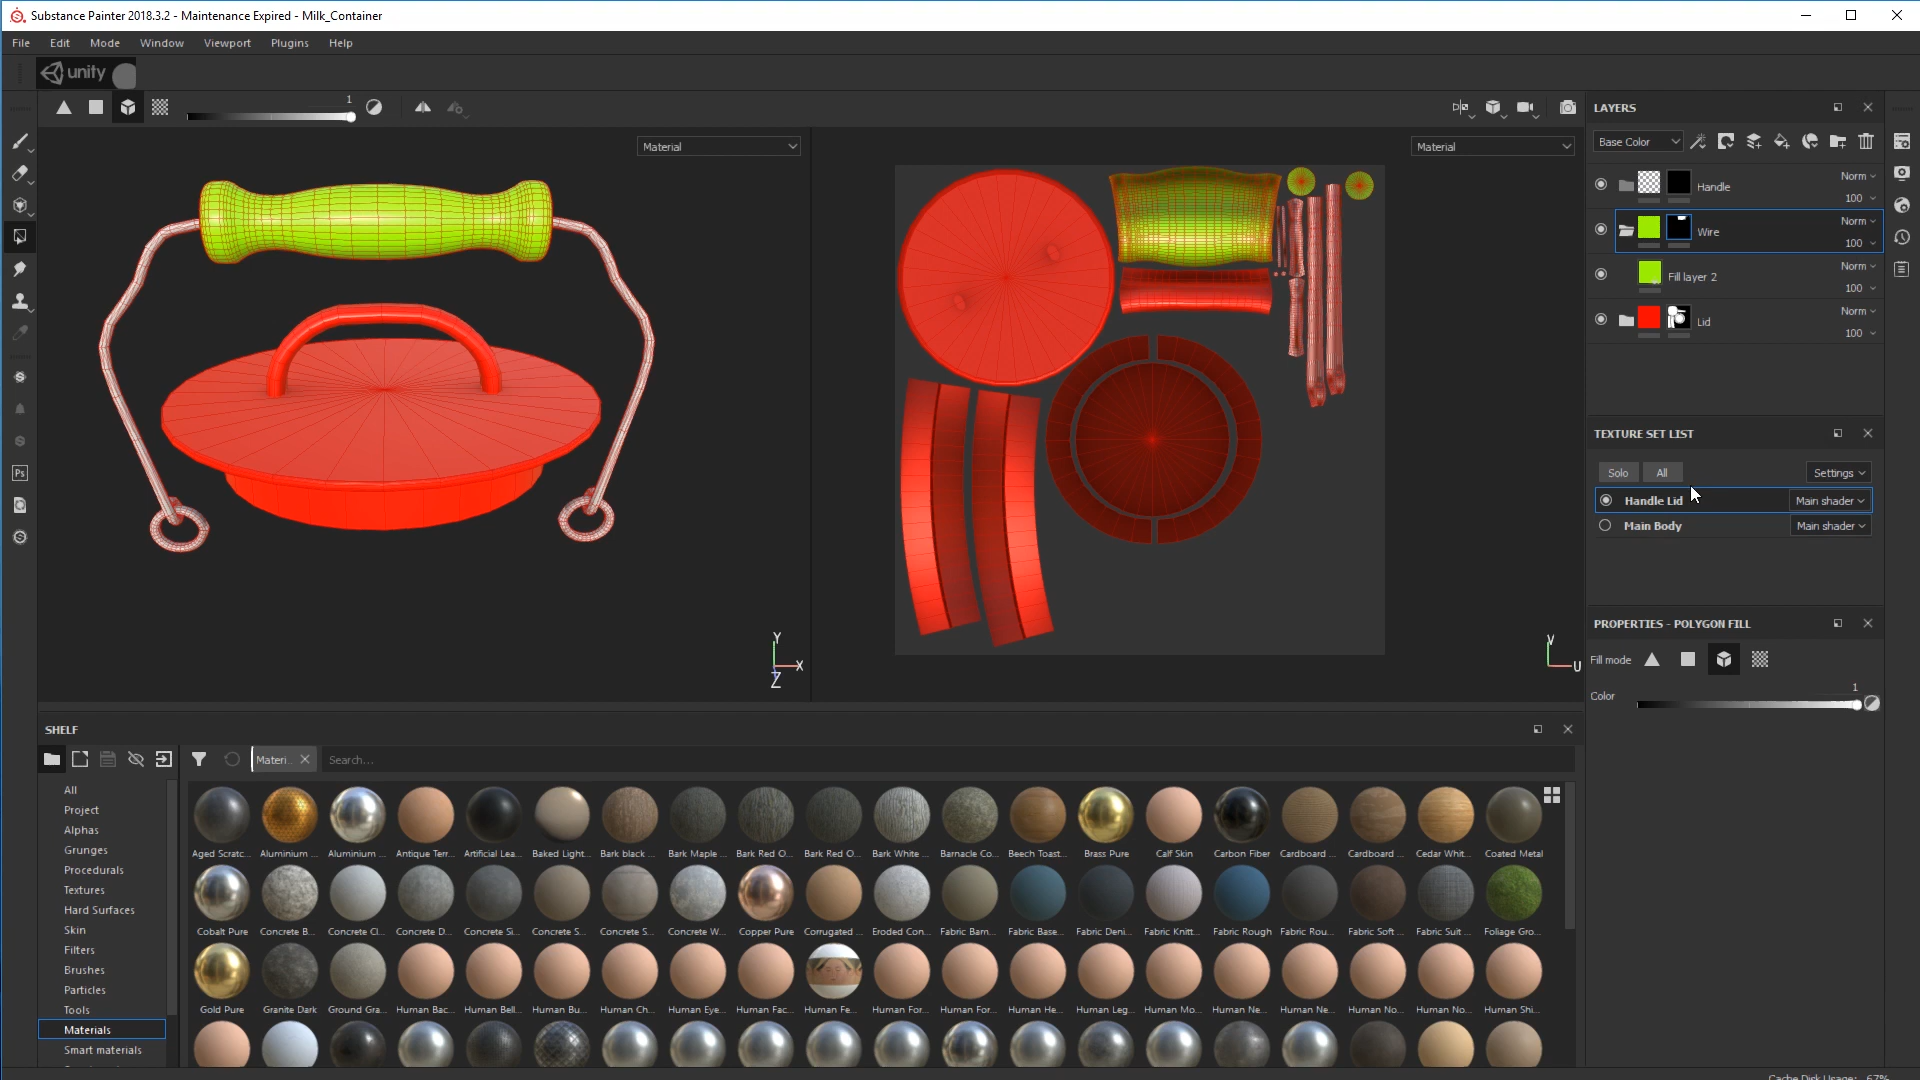 Substance Painter 2018.3.2 - Maintenance Expired - Milk_Container
File Edit Mode Window Viewport Plugins Help
unity
1
Material
Material
Y
X
Z
V
U
LAYERS
Base Color
Handle Norm 100
Wire Norm 100
Fill layer 2 Norm 100
Lid Norm 100
TEXTURE SET LIST
Solo All Settings
Handle Lid Main shader
Main Body Main shader
PROPERTIES - POLYGON FILL
Fill mode
Color 1
SHELF
Materi.. Search...
All
Project
Alphas
Grunges
Procedurals
Textures
Hard Surfaces
Skin
Filters
Brushes
Particles
Tools
Materials
Smart materials
Aged Scratc... Aluminium ... Aluminium ... Antique Terr... Artificial Lea... Baked Light... Bark black ... Bark Maple ... Bark Red O... Bark Red O... Bark White ... Barnacle Co... Beech Toast... Brass Pure Calf Skin Carbon Fiber Cardboard ... Cardboard ... Cedar Whit... Coated Metal
Cobalt Pure Concrete B... Concrete Cl... Concrete D... Concrete Si... Concrete S... Concrete S... Concrete W... Copper Pure Corrugated ... Eroded Con... Fabric Bam... Fabric Base... Fabric Deni... Fabric Knitt... Fabric Rough Fabric Rou... Fabric Soft ... Fabric Suit ... Foliage Gro...
Gold Pure Granite Dark Ground Gra... Human Bac... Human Bell... Human Bu... Human Ch... Human Eye... Human Fac... Human Fe... Human For... Human For... Human He... Human Leg... Human Mo... Human Ne... Human Ne... Human No... Human No... Human Shi...
Cache Disk Usage: 67%